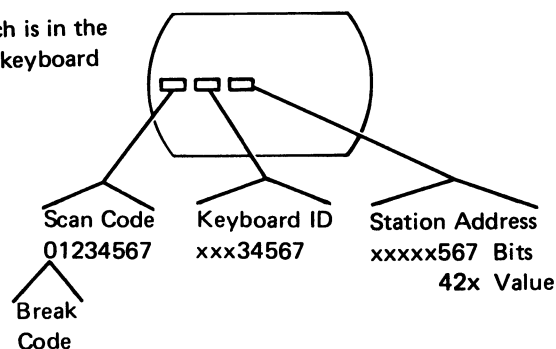 ch is in the
keyboard
Scan Code Keyboard ID Station Address
01234567 xxx34567 xxxxx567 Bits
42x Value
Break
Code